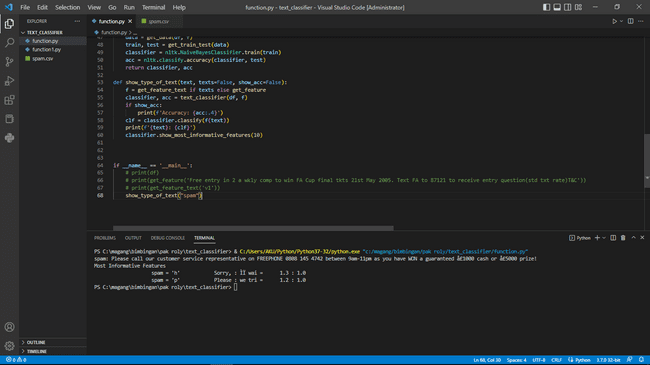 File Edit Selection View Go Run Terminal Help
function.py - text_classifier - Visual Studio Code [Administrator]
EXPLORER
TEXT_CLASSIFIER
function.py
function1.py
spam.csv
OUTLINE
TIMELINE
function.py
spam.csv
function.py > ...
47 data = get_data(df, f)
48 train, test = get_train_test(data)
49 classifier = nltk.NaiveBayesClassifier.train(train)
50 acc = nltk.classify.accuracy(classifier, test)
51 return classifier, acc
52
53 def show_type_of_text(text, texts=False, show_acc=False):
54 f = get_feature_text if texts else get_feature
55 classifier, acc = text_classifier(df, f)
56 if show_acc:
57 print(f'Accuracy: {acc:.4}')
58 clf = classifier.classify(f(text))
59 print(f'{text}: {clf}')
60 classifier.show_most_informative_features(10)
61
62
63
64 if __name__ == '__main__':
65 # print(df)
66 # print(get_feature('Free entry in 2 a wkly comp to win FA Cup final tkts 21st May 2005. Text FA to 87121 to receive entry question(std txt rate)T&C'))
67 # print(get_feature_text('v1'))
68 show_type_of_text("spam")
PROBLEMS OUTPUT DEBUG CONSOLE TERMINAL
Python
PS C:\magang\bimbingan\pak roly\text_classifier> & C:/Users/ASUS/Python/Python37-32/python.exe "c:/magang/bimbingan/pak roly/text_classifier/function.py"
spam: Please call our customer service representative on FREEPHONE 0808 145 4742 between 9am-11pm as you have WON a guaranteed å£1000 cash or å£5000 prize!
Most Informative Features
spam = 'h' Sorry, : ÌÏ wai = 1.3 : 1.0
spam = 'p' Please : we tri = 1.2 : 1.0
PS C:\magang\bimbingan\pak roly\text_classifier>
0 0
Ln 68, Col 30 Spaces: 4 UTF-8 CRLF Python 3.7.0 32-bit